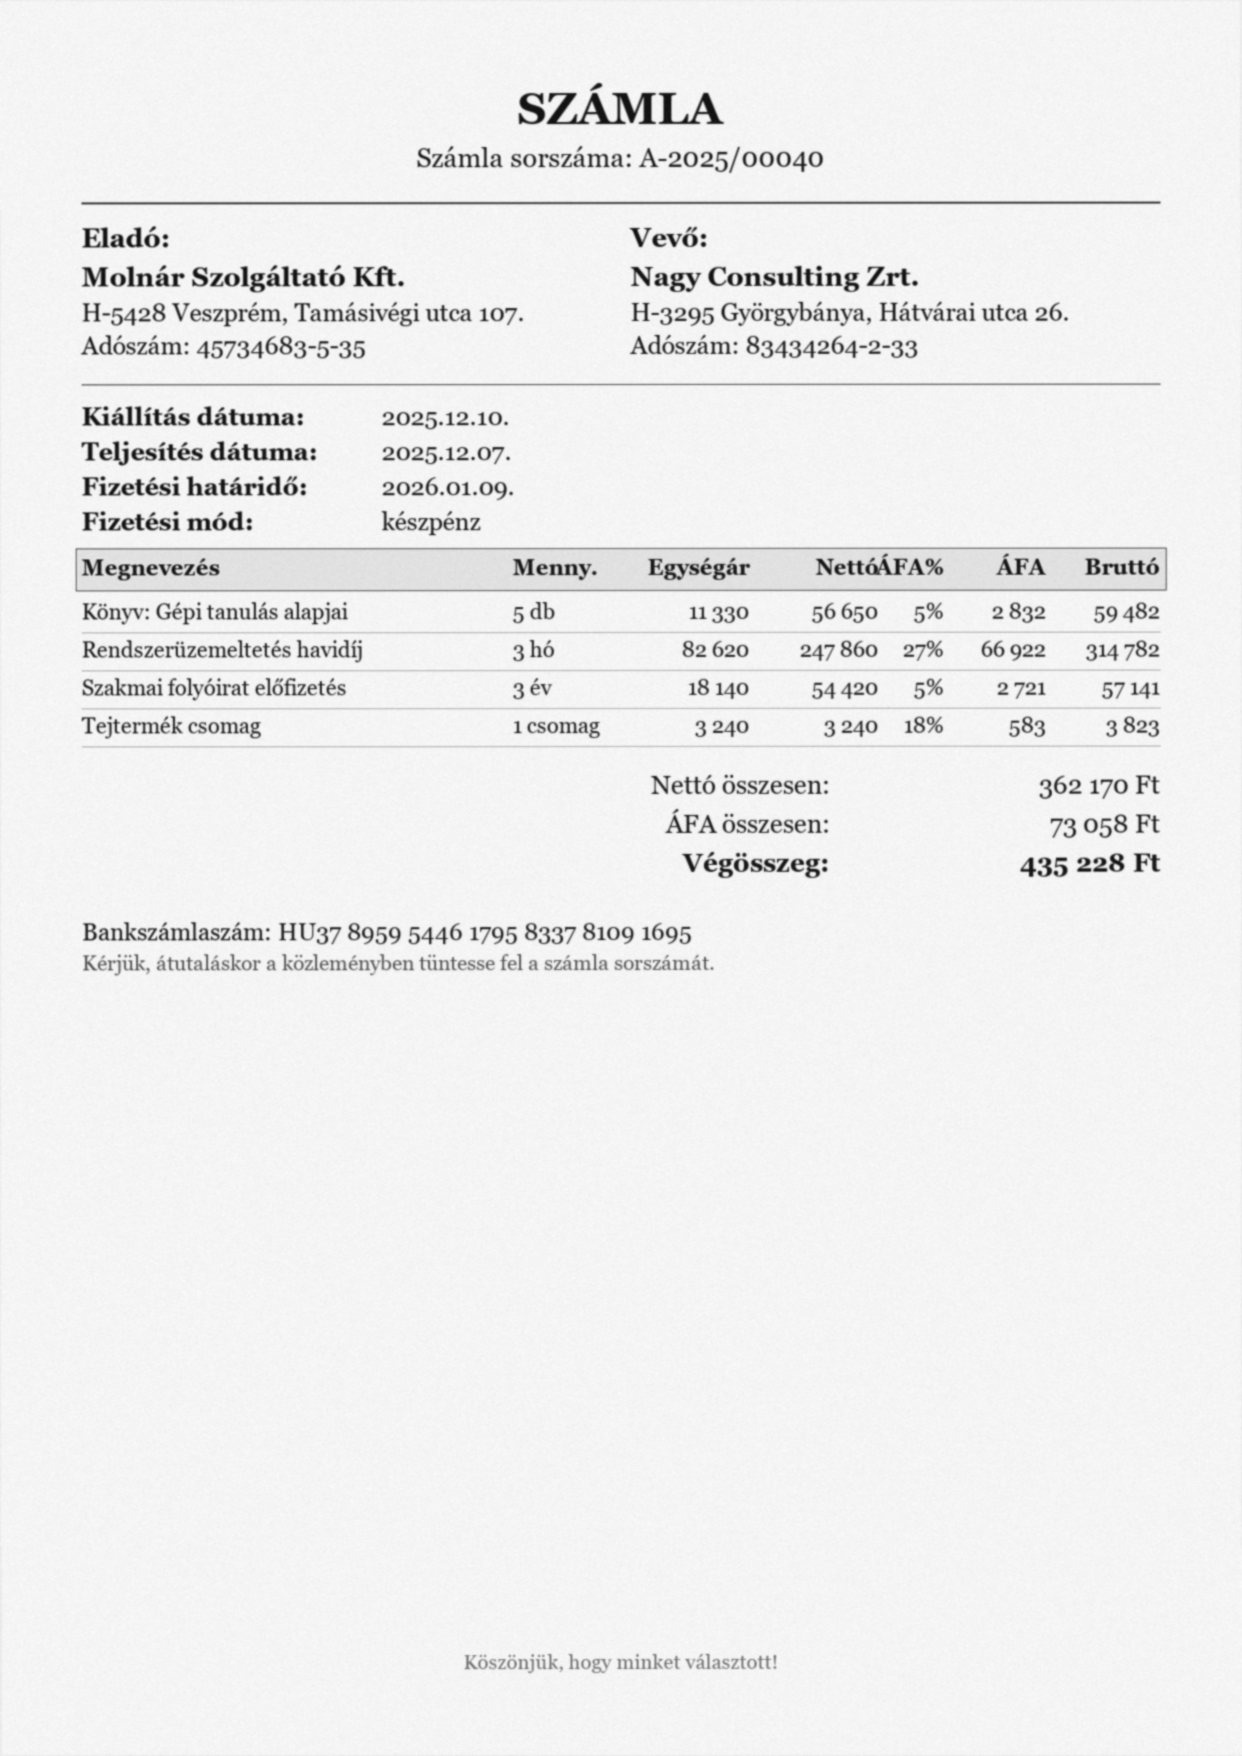 SZÁMLA
Számla sorszáma: A-2025/00040
Eladó:
Molnár Szolgáltató Kft.
H-5428 Veszprém, Tamásivégi utca 107.
Adószám: 45734683-5-35
Vevő:
Nagy Consulting Zrt.
H-3295 Györgybánya, Hátvárai utca 26.
Adószám: 83434264-2-33
Kiállítás dátuma: 2025.12.10.
Teljesítés dátuma: 2025.12.07.
Fizetési határidő: 2026.01.09.
Fizetési mód: készpénz
Megnevezés Menny. Egységár Nettó ÁFA% ÁFA Bruttó
Könyv: Gépi tanulás alapjai 5 db 11 330 56 650 5% 2 832 59 482
Rendszerüzemeltetés havidíj 3 hó 82 620 247 860 27% 66 922 314 782
Szakmai folyóirat előfizetés 3 év 18 140 54 420 5% 2 721 57 141
Tejtermék csomag 1 csomag 3 240 3 240 18% 583 3 823
Nettó összesen: 362 170 Ft
ÁFA összesen: 73 058 Ft
Végösszeg: 435 228 Ft
Bankszámlaszám: HU37 8959 5446 1795 8337 8109 1695
Kérjük, átutaláskor a közleményben tüntesse fel a számla sorszámát.
Köszönjük, hogy minket választott!